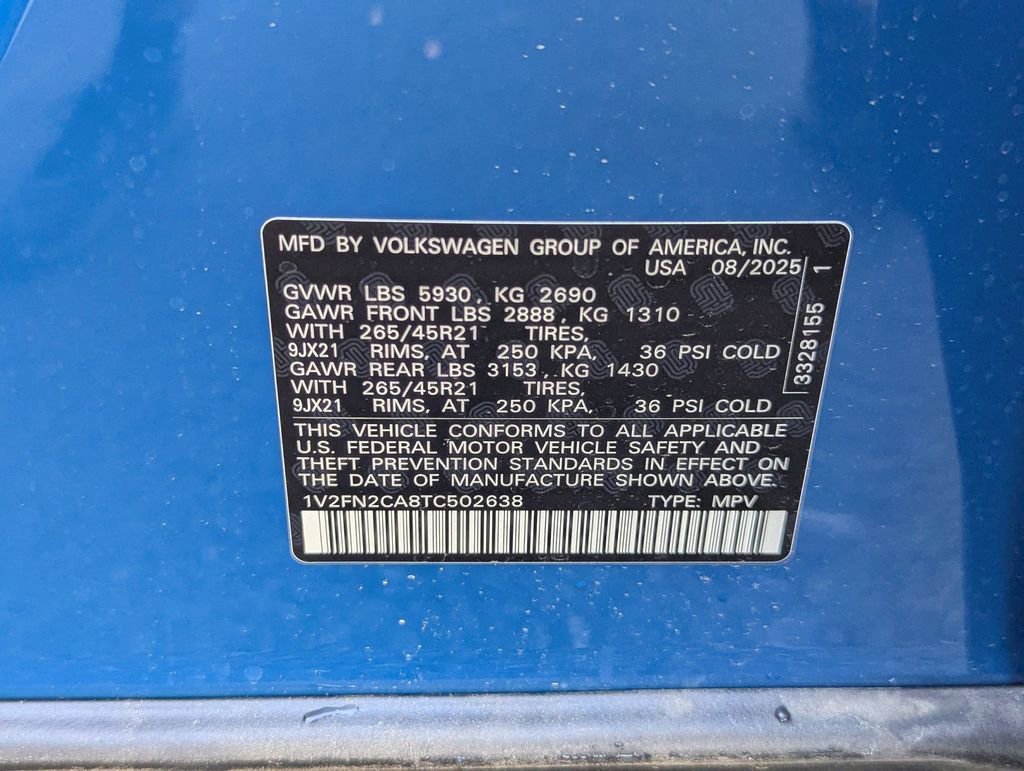 MFD BY VOLKSWAGEN GROUP OF AMERICA, INC.
USA 08/2025
GVWR LBS 5930, KG 2690
GAWR FRONT LBS 2888, KG 1310
WITH 265/45R21 TIRES,
9JX21 RIMS, AT 250 KPA, 36 PSI COLD
GAWR REAR LBS 3153, KG 1430
WITH 265/45R21 TIRES,
9JX21 RIMS, AT 250 KPA, 36 PSI COLD
3328155 1
THIS VEHICLE CONFORMS TO ALL APPLICABLE
U.S. FEDERAL MOTOR VEHICLE SAFETY AND
THEFT PREVENTION STANDARDS IN EFFECT ON
THE DATE OF MANUFACTURE SHOWN ABOVE.
1V2FN2CA8TC502638 TYPE: MPV